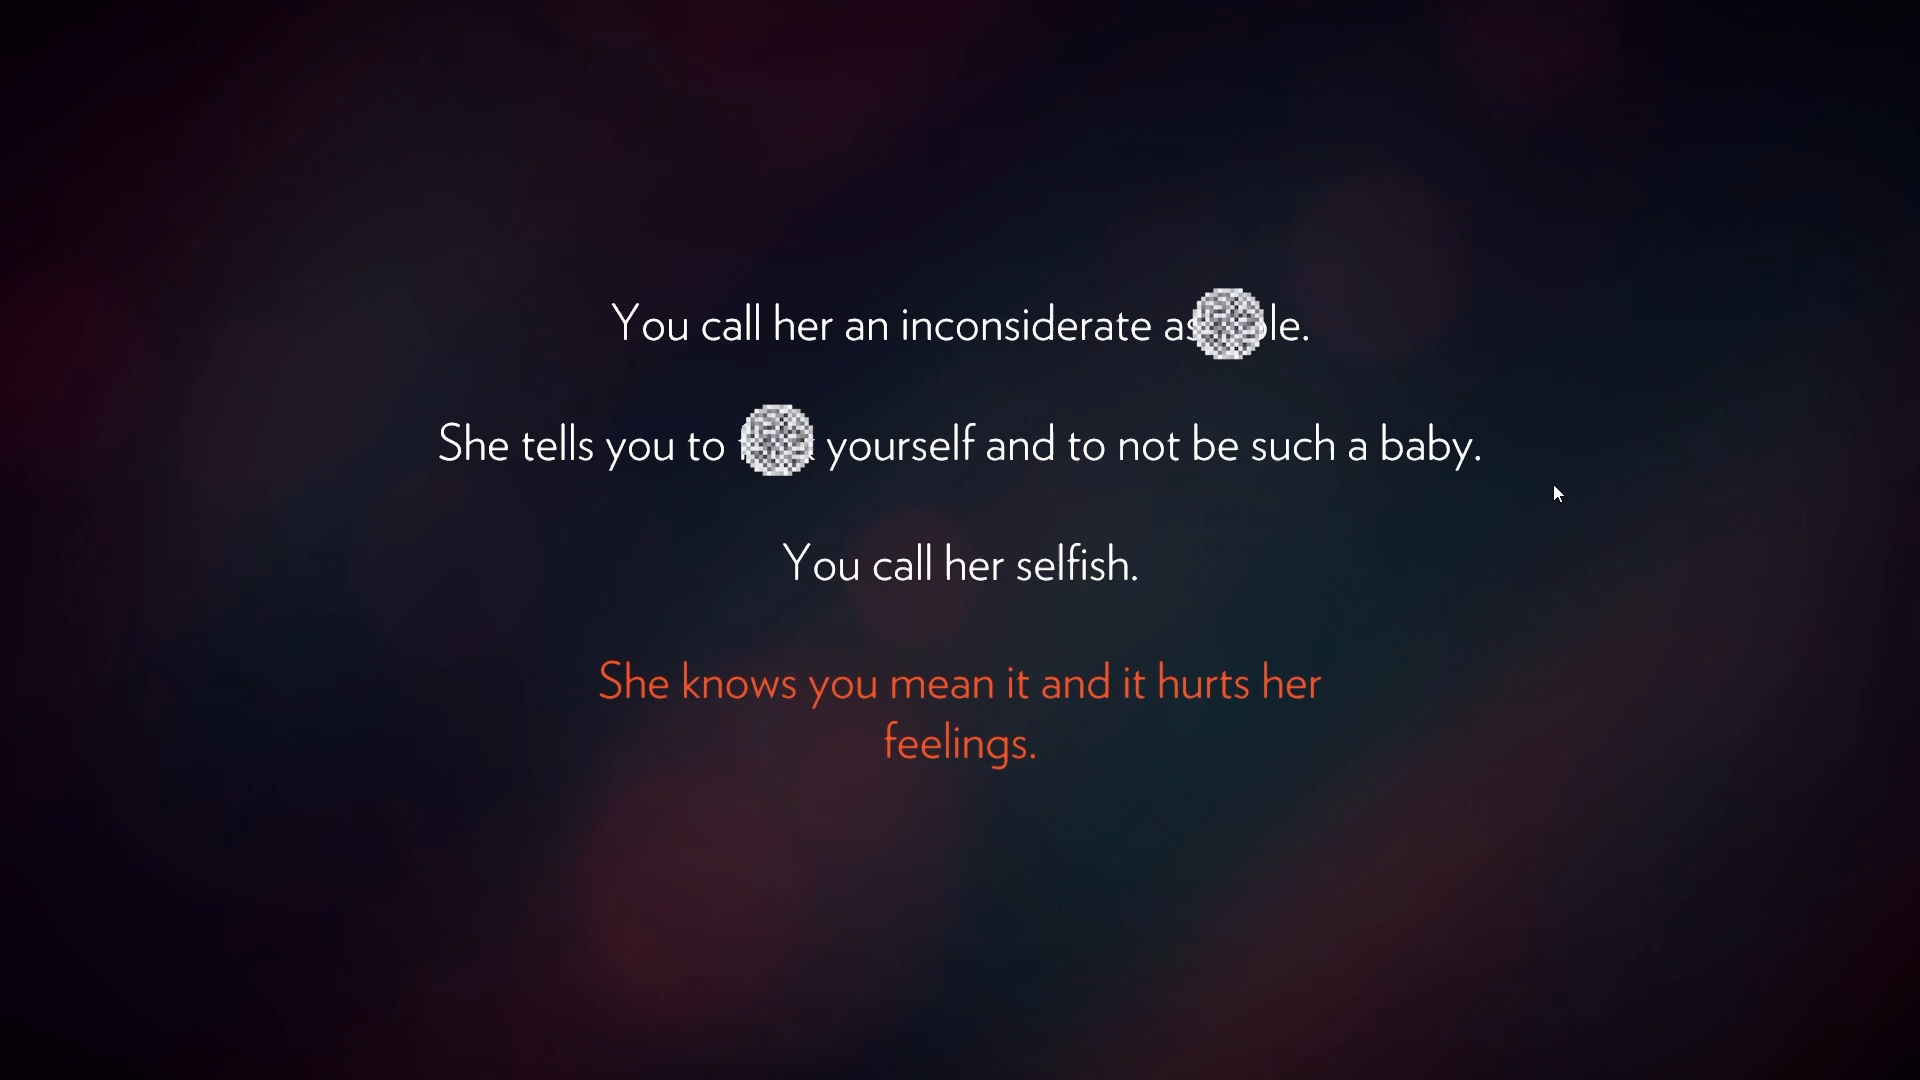 You call her an inconsiderate
She tells you to yourself and to not be such a baby.
You call her selfish.
She knows you mean it and it hurts her
feelings.